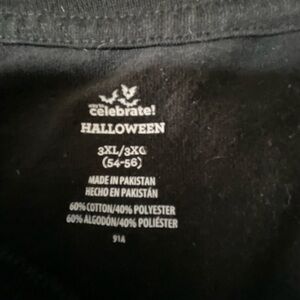 celebrate!
HALLOWEEN
3XL/3XG
(54-56)
MADE IN PAKISTAN
HECHO EN PAKISTÁN
60% COTTON/40% POLYESTER
60% ALGODÓN/40% POLIÉSTER
91A